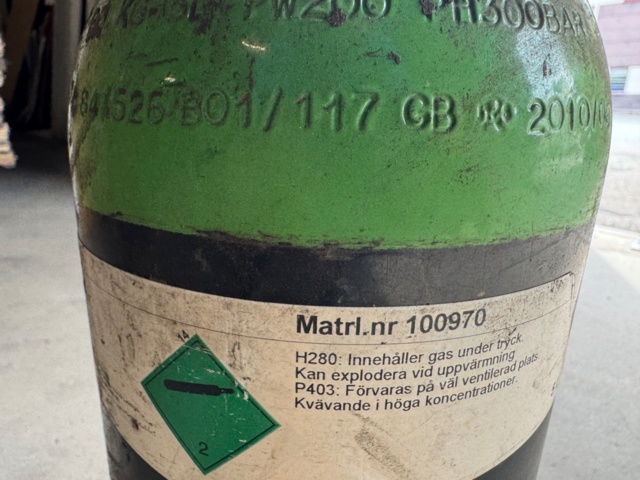 PW200 PH300BAR
841526 B01/117 GB 2010/
Matrl.nr 100970
H280: Innehåller gas under tryck.
Kan explodera vid uppvärmning
P403: Förvaras på väl ventilerad plats.
Kvävande i höga koncentrationer.
2